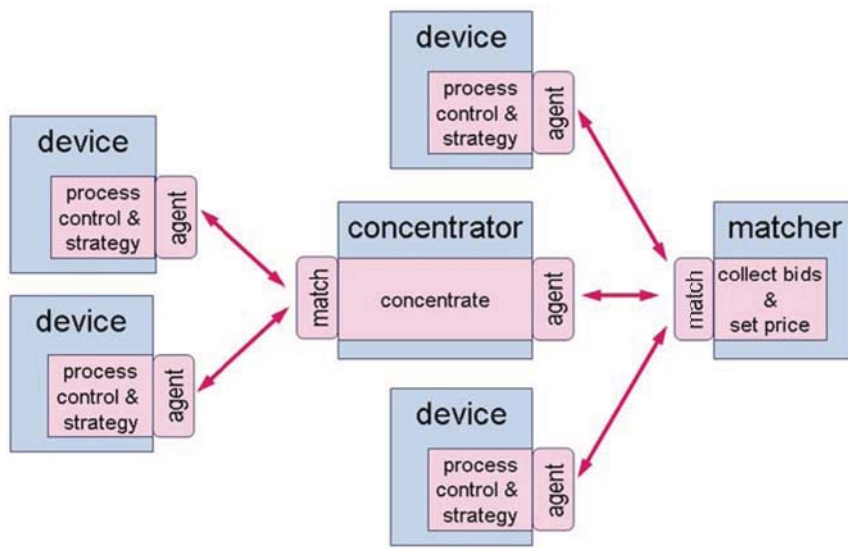 device
process
control &
strategy
agent
device
process
control &
strategy
agent
device
process
control &
strategy
agent
concentrator
match
concentrate
agent
device
process
control &
strategy
agent
matcher
match
collect bids
&
set price